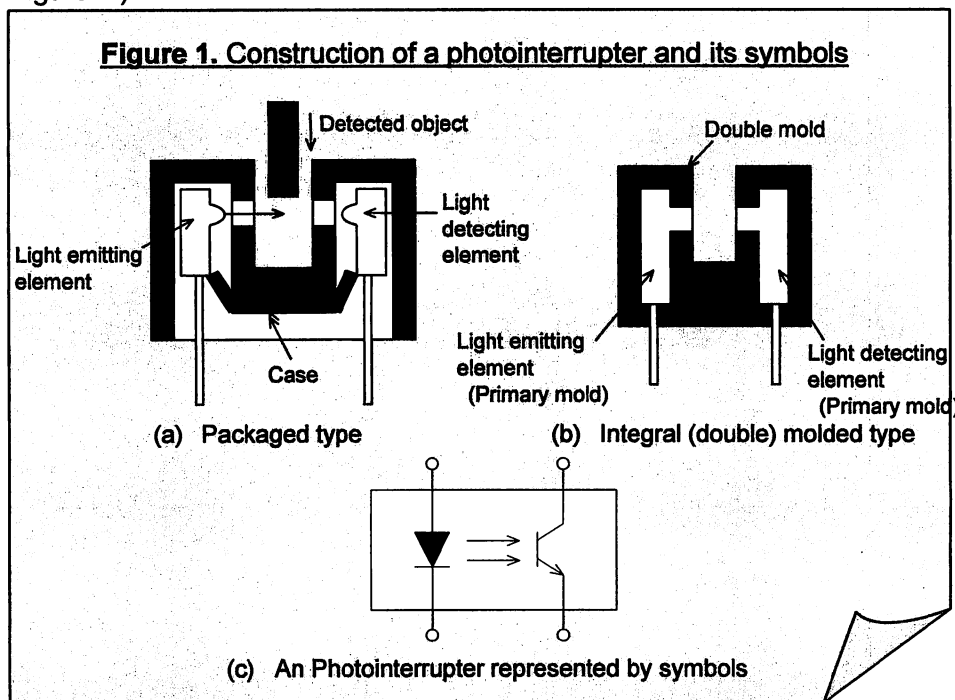 Figure 1. Construction of a photointerrupter and its symbols
Detected object
Light emitting
element
Light
detecting
element
Case
(a) Packaged type
Double mold
Light emitting
element
(Primary mold)
Light detecting
element
(Primary mold)
(b) Integral (double) molded type
(c) An Photointerrupter represented by symbols